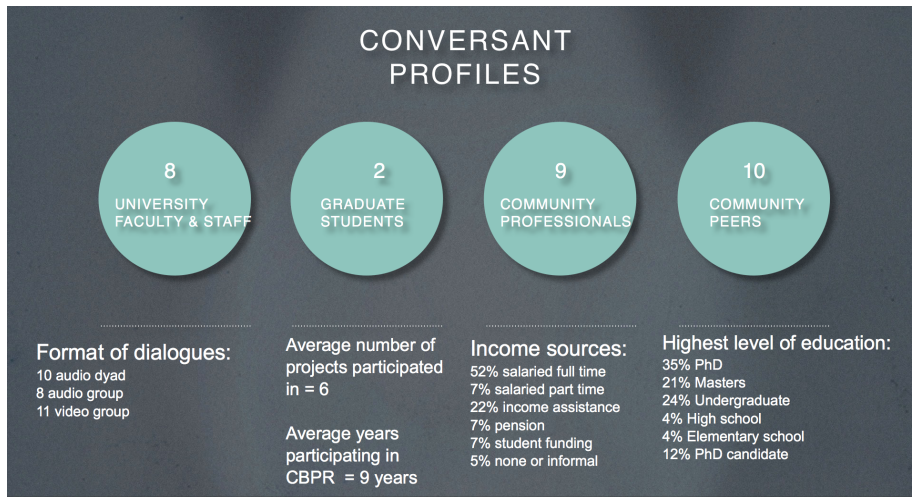 CONVERSANT
PROFILES
8
UNIVERSITY
FACULTY & STAFF
2
GRADUATE
STUDENTS
9
COMMUNITY
PROFESSIONALS
10
COMMUNITY
PEERS
Format of dialogues:
10 audio dyad
8 audio group
11 video group
Average number of
projects participated
in = 6
Average years
participating in
CBPR = 9 years
Income sources:
52% salaried full time
7% salaried part time
22% income assistance
7% pension
7% student funding
5% none or informal
Highest level of education:
35% PhD
21% Masters
24% Undergraduate
4% High school
4% Elementary school
12% PhD candidate